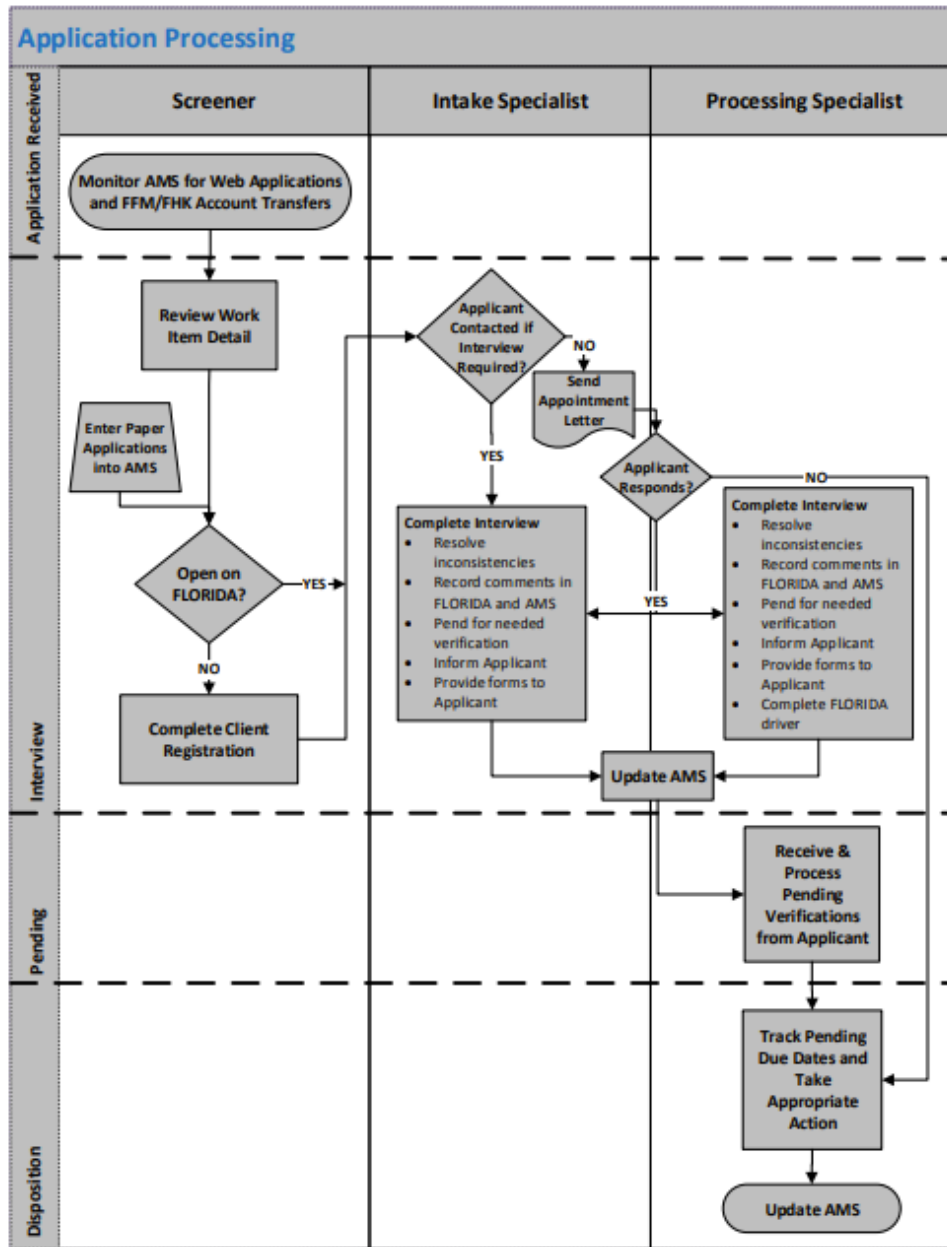 Application Processing
Screener
Intake Specialist
Processing Specialist
Application Received
Monitor AMS for Web Applications
and FFM/FHK Account Transfers
Interview
Review Work
Item Detail
Enter Paper
Applications
into AMS
Open on
FLORIDA?
YES
NO
Complete Client
Registration
Applicant
Contacted if
Interview
Required?
NO
Send
Appointment
Letter
YES
Applicant
Responds?
NO
YES
Complete Interview
• Resolve
inconsistencies
• Record comments in
FLORIDA and AMS
• Pend for needed
verification
• Inform Applicant
• Provide forms to
Applicant
Complete Interview
• Resolve
inconsistencies
• Record comments in
FLORIDA and AMS
• Pend for needed
verification
• Inform Applicant
• Provide forms to
Applicant
• Complete FLORIDA
driver
Update AMS
Pending
Receive &
Process
Pending
Verifications
from Applicant
Disposition
Track Pending
Due Dates and
Take
Appropriate
Action
Update AMS